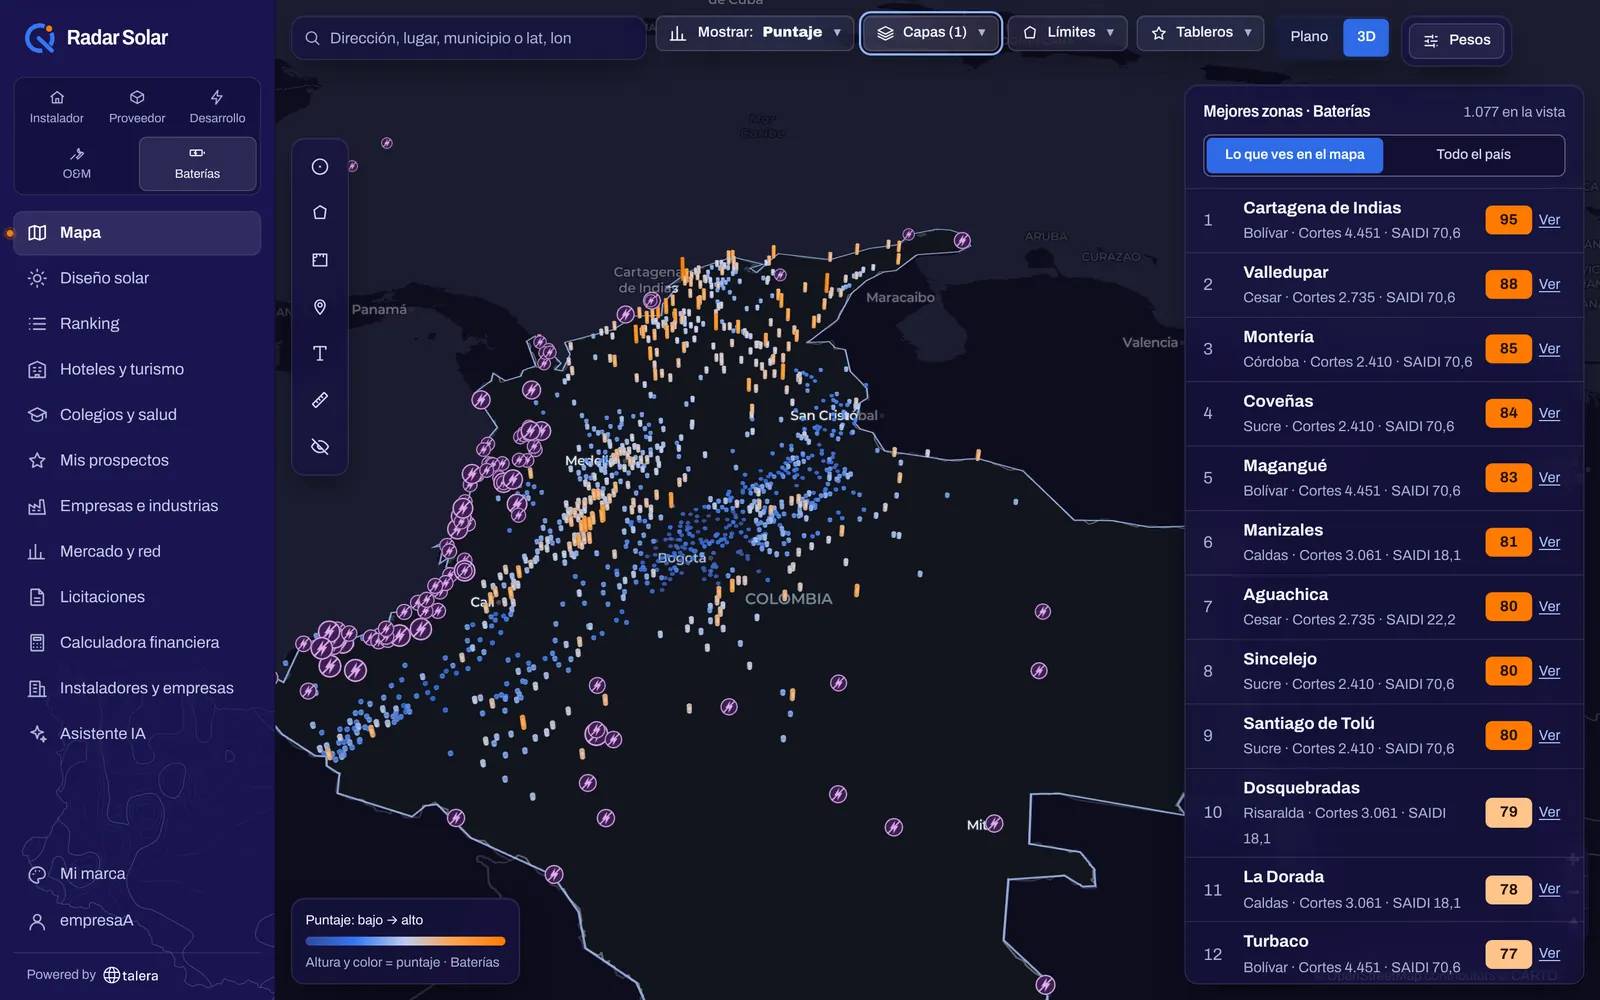 Radar Solar
Instalador
Proveedor
Desarrollo
O&M
Baterías
Mapa
Diseño solar
Ranking
Hoteles y turismo
Colegios y salud
Mis prospectos
Empresas e industrias
Mercado y red
Licitaciones
Calculadora financiera
Instaladores y empresas
Asistente IA
Mi marca
empresaA
Powered by talera
de Cuba
Dirección, lugar, municipio o lat, lon
Mostrar: Puntaje
Capas (1)
Límites
Tableros
Plano
3D
Pesos
Mar
Caribe
ARUBA
CURAZAO
Cartagena
de Indias
Panamá
Maracaibo
Valencia
San Cristóbal
Bogotá
COLOMBIA
Puntaje: bajo → alto
Altura y color = puntaje · Baterías
Mejores zonas · Baterías
1.077 en la vista
Lo que ves en el mapa
Todo el país
1 Cartagena de Indias 95 Ver
Bolívar · Cortes 4.451 · SAIDI 70,6
2 Valledupar 88 Ver
Cesar · Cortes 2.735 · SAIDI 70,6
3 Montería 85 Ver
Córdoba · Cortes 2.410 · SAIDI 70,6
4 Coveñas 84 Ver
Sucre · Cortes 2.410 · SAIDI 70,6
5 Magangué 83 Ver
Bolívar · Cortes 4.451 · SAIDI 70,6
6 Manizales 81 Ver
Caldas · Cortes 3.061 · SAIDI 18,1
7 Aguachica 80 Ver
Cesar · Cortes 2.735 · SAIDI 22,2
8 Sincelejo 80 Ver
Sucre · Cortes 2.410 · SAIDI 70,6
9 Santiago de Tolú 80 Ver
Sucre · Cortes 2.410 · SAIDI 70,6
10 Dosquebradas 79 Ver
Risaralda · Cortes 3.061 · SAIDI
18,1
11 La Dorada 78 Ver
Caldas · Cortes 3.061 · SAIDI 18,1
12 Turbaco 77 Ver
Bolívar · Cortes 4.451 · SAIDI 70,6